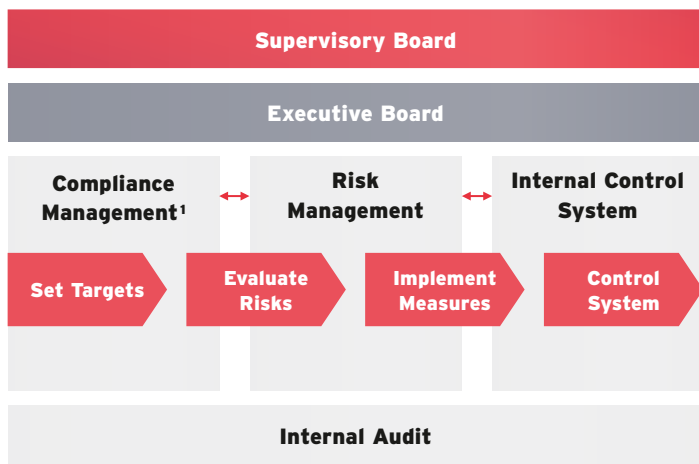 Supervisory Board
Executive Board
Compliance
Management¹
Risk
Management
Internal Control
System
Set Targets
Evaluate
Risks
Implement
Measures
Control
System
Internal Audit